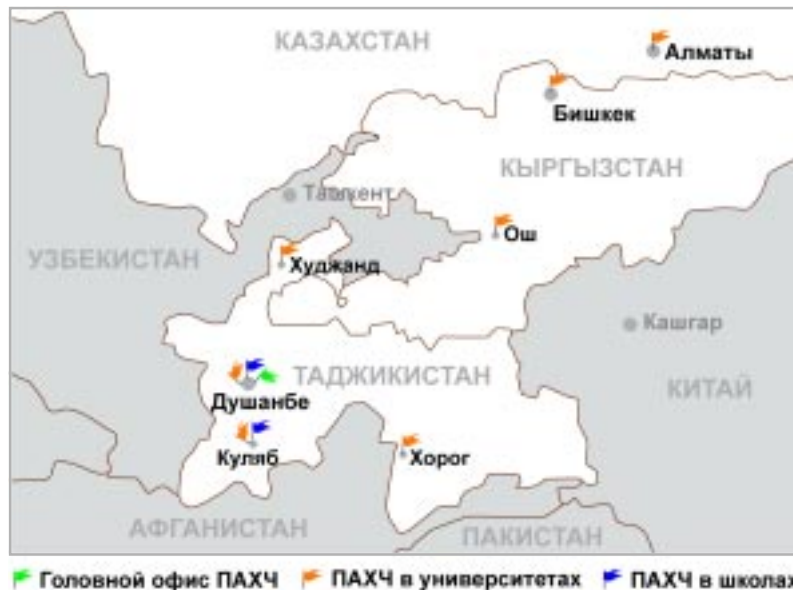 КАЗАХСТАН
Алматы
Бишкек
КЫРГЫЗСТАН
Ташкент
Ош
УЗБЕКИСТАН
Худжанд
Кашгар
ТАДЖИКИСТАН
КИТАЙ
Душанбе
Куляб
Хорог
АФГАНИСТАН
ПАКИСТАН
Головной офис ПАХЧ ПАХЧ в университетах ПАХЧ в школах